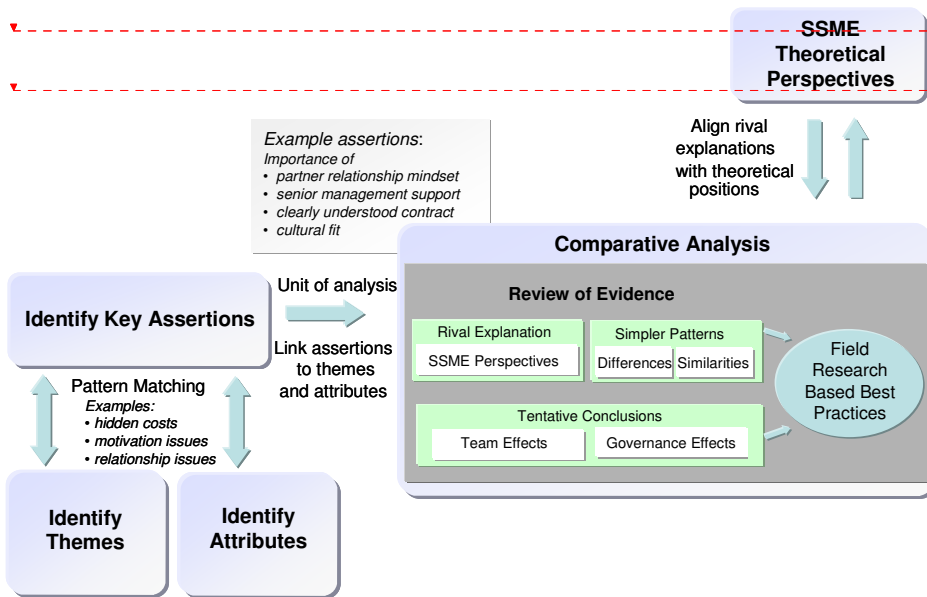 SSME
Theoretical
Perspectives
Align rival
explanations
with theoretical
positions
Example assertions:
Importance of
• partner relationship mindset
• senior management support
• clearly understood contract
• cultural fit
Comparative Analysis
Review of Evidence
Rival Explanation
SSME Perspectives
Simpler Patterns
Differences
Similarities
Tentative Conclusions
Team Effects
Governance Effects
Field
Research
Based Best
Practices
Identify Key Assertions
Unit of analysis
Link assertions
to themes
and attributes
Pattern Matching
Examples:
• hidden costs
• motivation issues
• relationship issues
Identify
Themes
Identify
Attributes